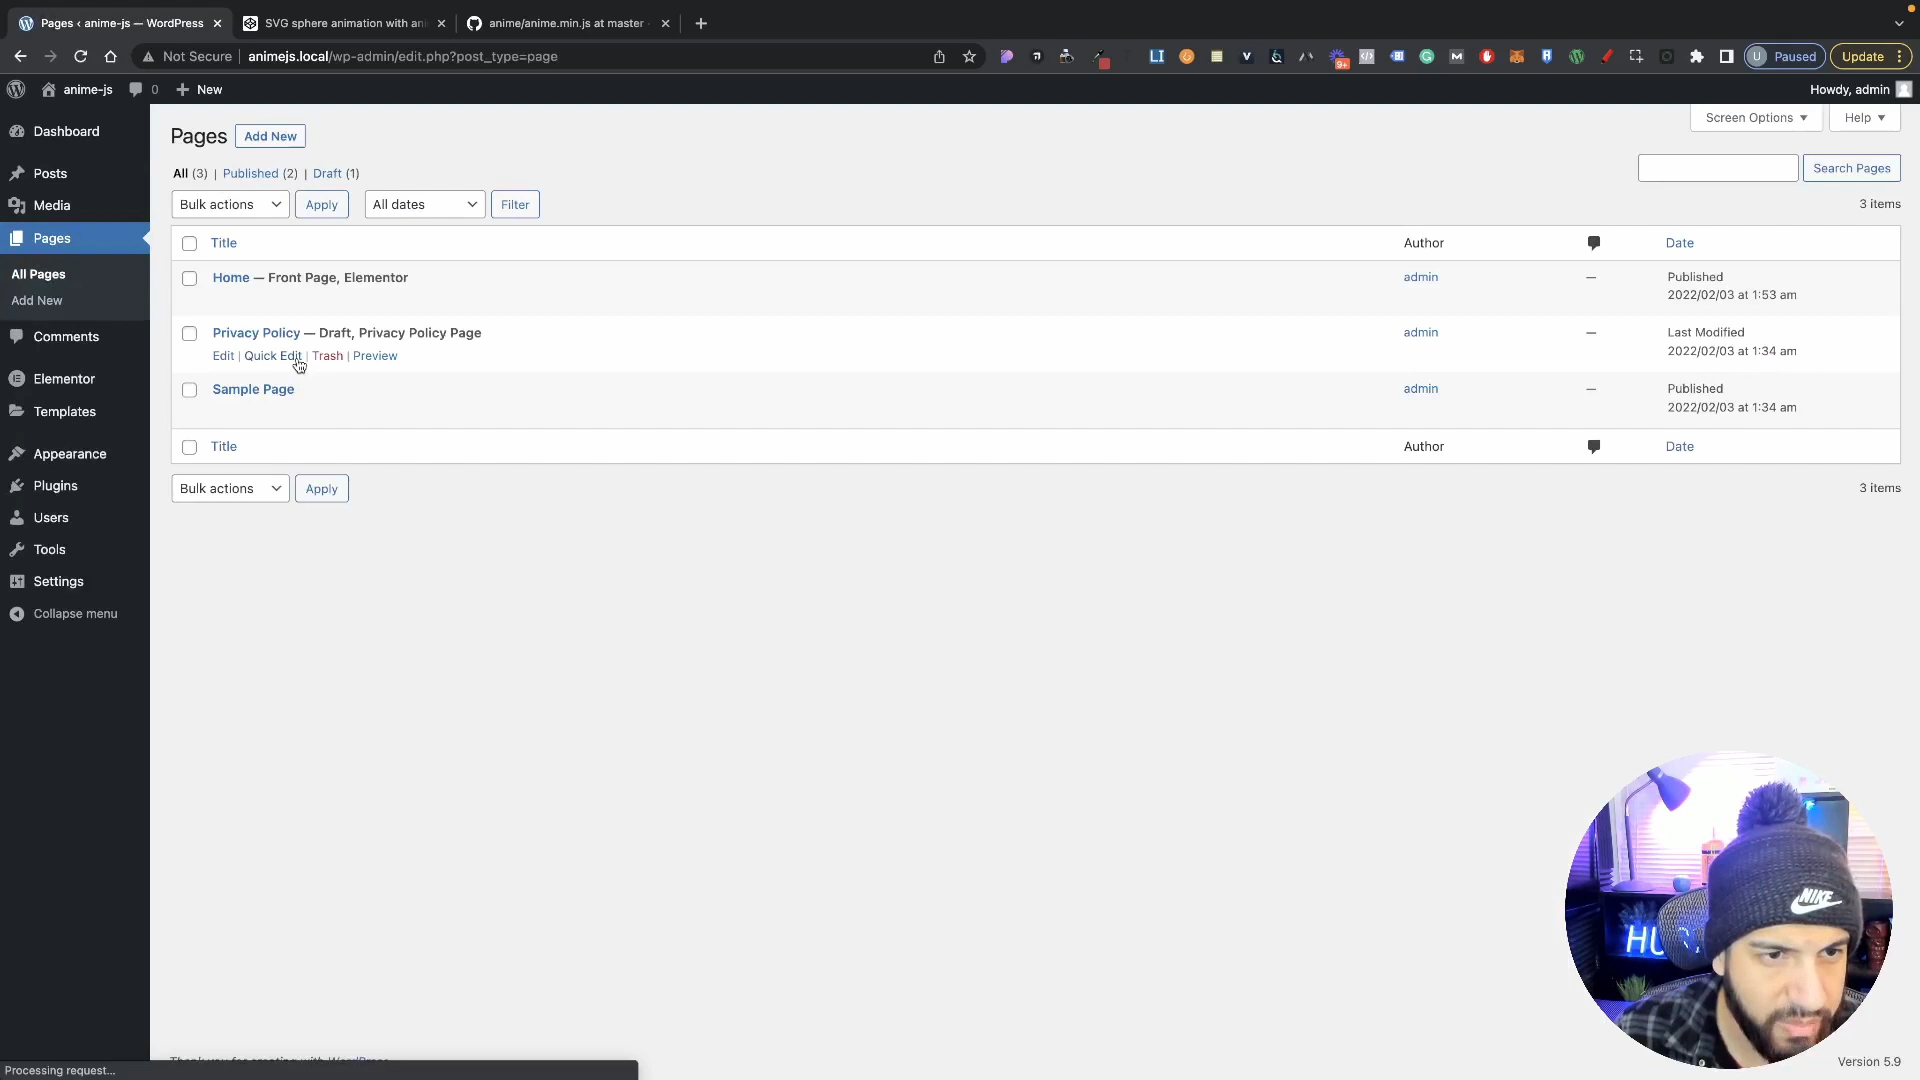 Pages ‹ anime-js — WordPress
SVG sphere animation with ani
anime/anime.min.js at master
Not Secure animejs.local/wp-admin/edit.php?post_type=page
9+
U Paused
Update
anime-js 0 New
Howdy, admin
Dashboard
Posts
Media
Pages
All Pages
Add New
Comments
Elementor
Templates
Appearance
Plugins
Users
Tools
Settings
Collapse menu
Screen Options
Help
Pages Add New
All (3) | Published (2) | Draft (1)
Search Pages
Bulk actions Apply All dates Filter
3 items
Title Author Date
Home — Front Page, Elementor admin — Published
2022/02/03 at 1:53 am
Privacy Policy — Draft, Privacy Policy Page admin — Last Modified
2022/02/03 at 1:34 am
Edit | Quick Edit | Trash | Preview
Sample Page admin — Published
2022/02/03 at 1:34 am
Title Author Date
Bulk actions Apply
3 items
NIKE
Version 5.9
Processing request...